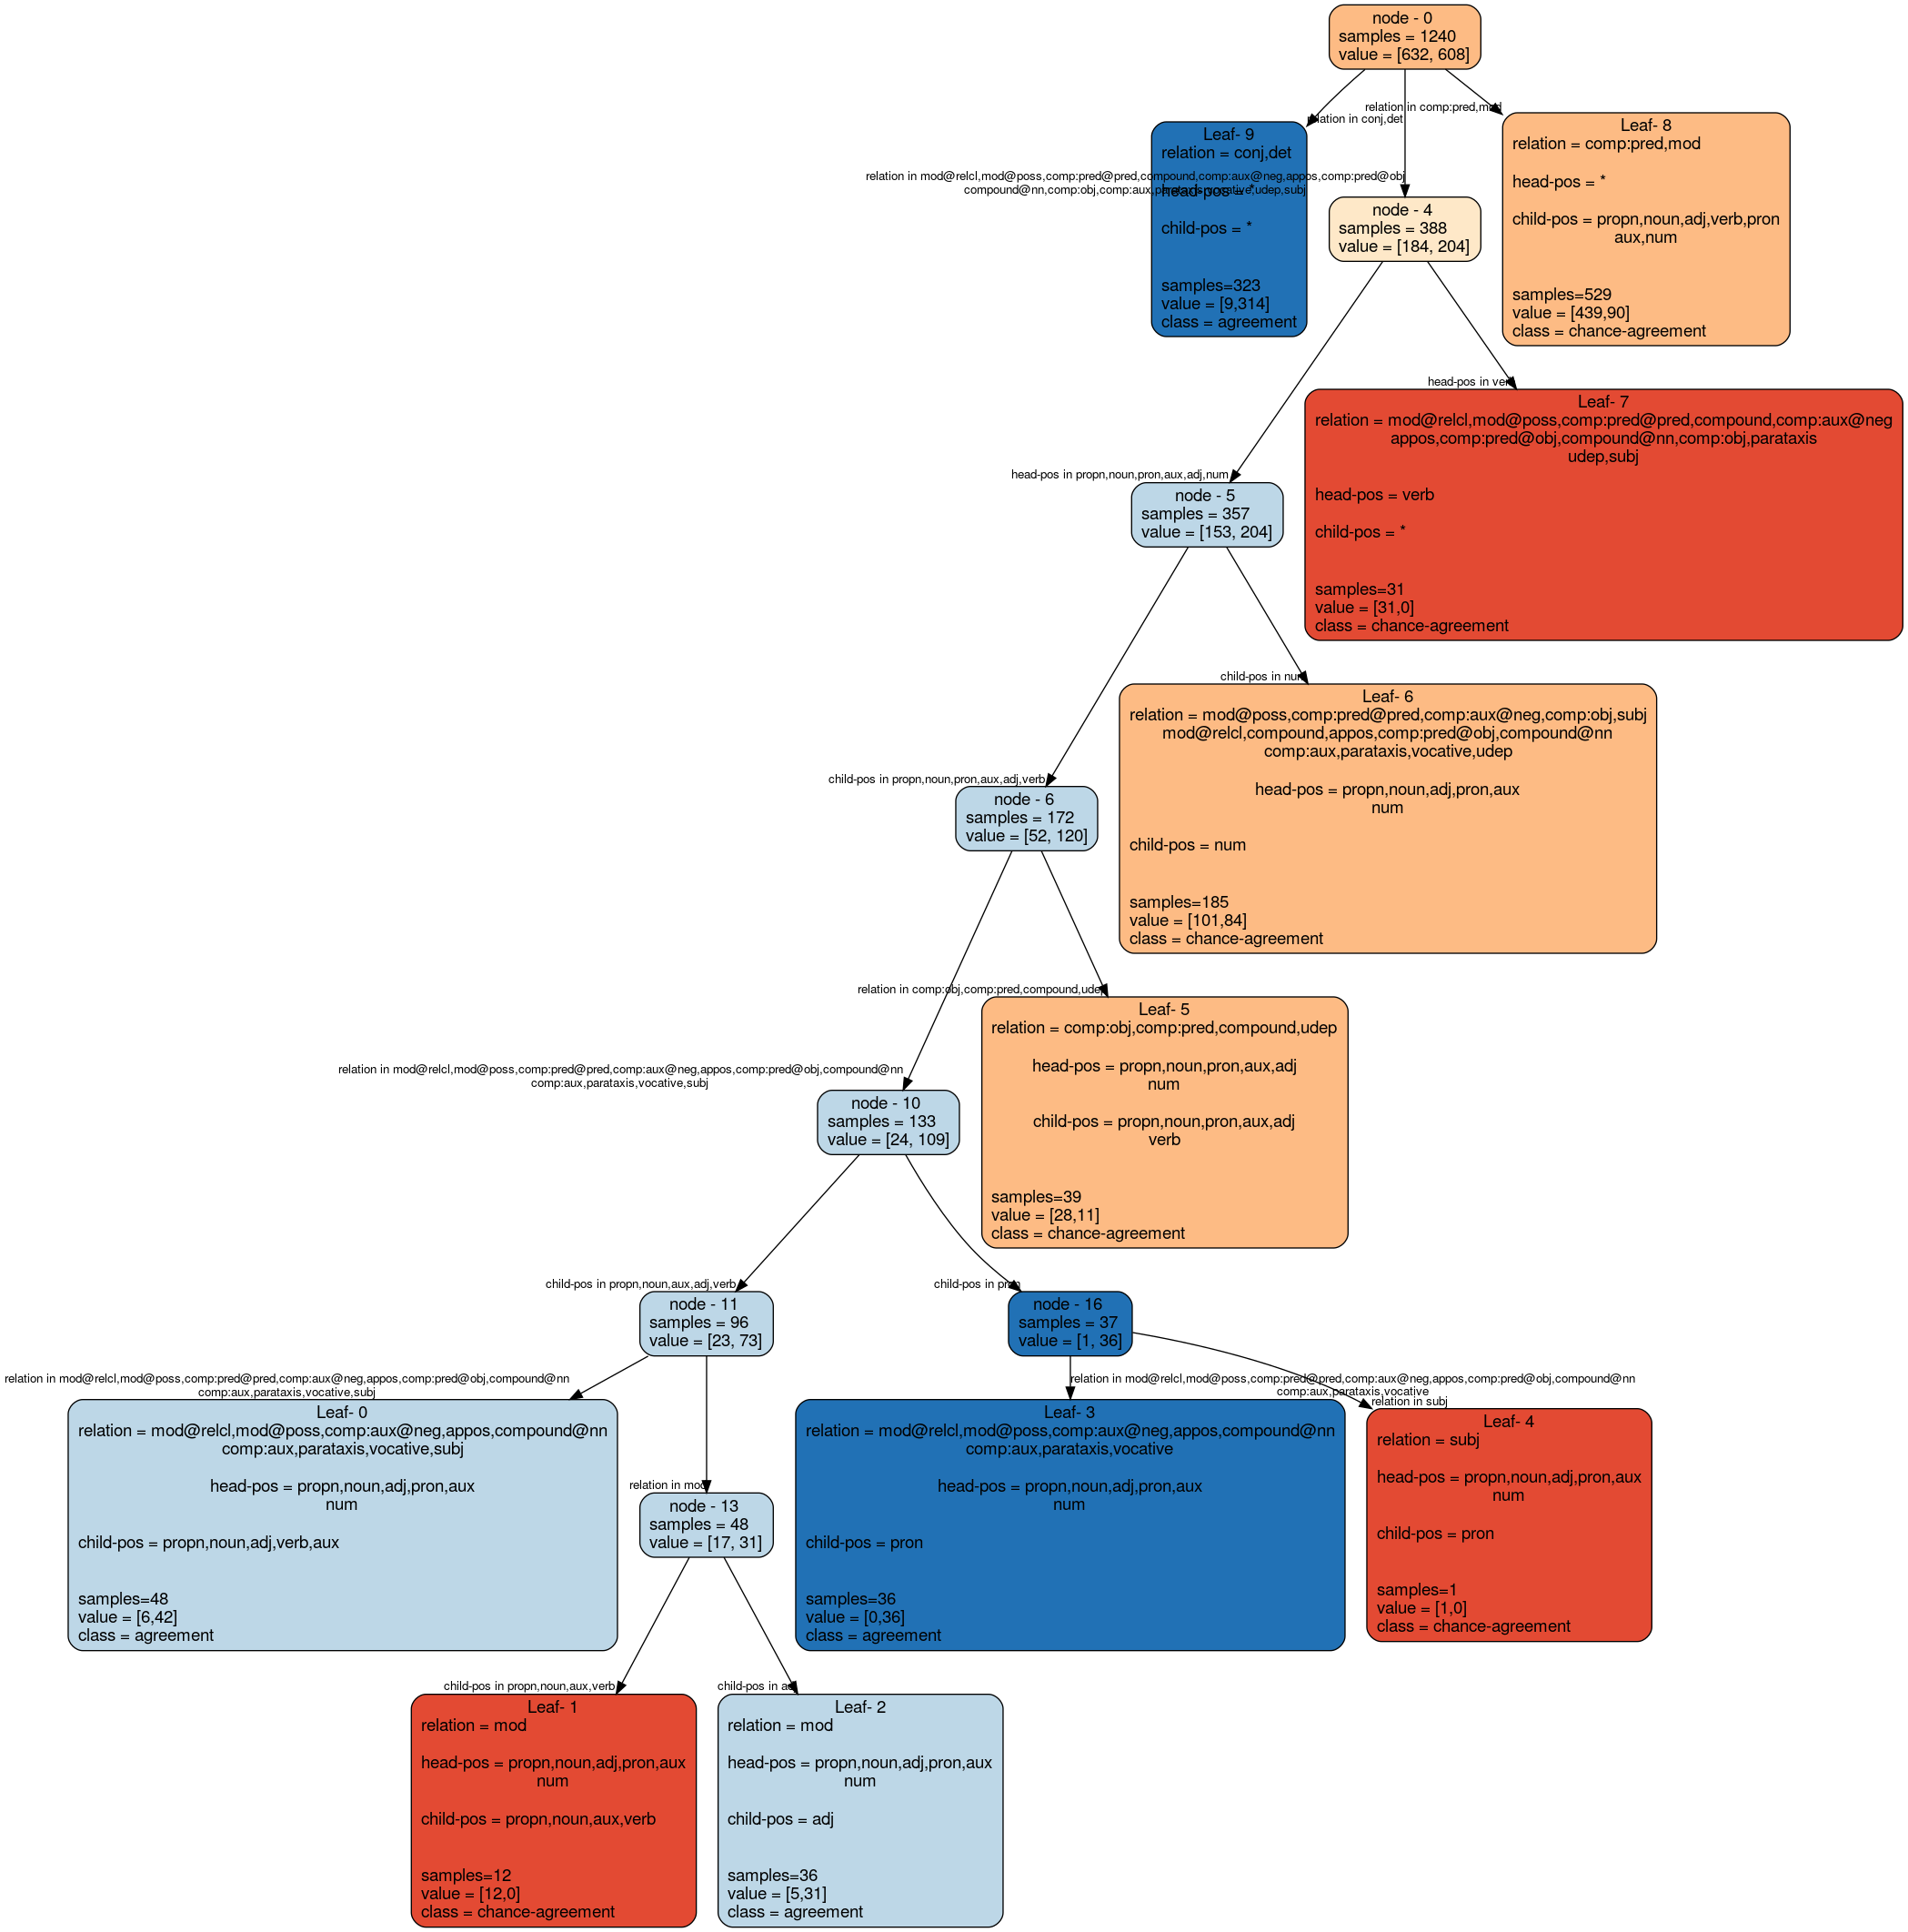 node - 0
samples = 1240
value = [632, 608]
relation in comp:pred,mod
relation in conj,det
Leaf- 9
relation = conj,det
head-pos = *
child-pos = *
samples=323
value = [9,314]
class = agreement
relation in mod@relcl,mod@poss,comp:pred@pred,compound,comp:aux@neg,appos,comp:pred@obj
compound@nn,comp:obj,comp:aux,parataxis,vocative,udep,subj
node - 4
samples = 388
value = [184, 204]
Leaf- 8
relation = comp:pred,mod
head-pos = *
child-pos = propn,noun,adj,verb,pron
aux,num
samples=529
value = [439,90]
class = chance-agreement
head-pos in verb
Leaf- 7
relation = mod@relcl,mod@poss,comp:pred@pred,compound,comp:aux@neg
appos,comp:pred@obj,compound@nn,comp:obj,parataxis
udep,subj
head-pos = verb
child-pos = *
samples=31
value = [31,0]
class = chance-agreement
head-pos in propn,noun,pron,aux,adj,num
node - 5
samples = 357
value = [153, 204]
child-pos in num
Leaf- 6
relation = mod@poss,comp:pred@pred,comp:aux@neg,comp:obj,subj
mod@relcl,compound,appos,comp:pred@obj,compound@nn
comp:aux,parataxis,vocative,udep
head-pos = propn,noun,adj,pron,aux
num
child-pos = num
samples=185
value = [101,84]
class = chance-agreement
child-pos in propn,noun,pron,aux,adj,verb
node - 6
samples = 172
value = [52, 120]
relation in comp:obj,comp:pred,compound,udep
Leaf- 5
relation = comp:obj,comp:pred,compound,udep
head-pos = propn,noun,pron,aux,adj
num
child-pos = propn,noun,pron,aux,adj
verb
samples=39
value = [28,11]
class = chance-agreement
relation in mod@relcl,mod@poss,comp:pred@pred,comp:aux@neg,appos,comp:pred@obj,compound@nn
comp:aux,parataxis,vocative,subj
node - 10
samples = 133
value = [24, 109]
child-pos in propn,noun,aux,adj,verb
node - 11
samples = 96
value = [23, 73]
child-pos in pron
node - 16
samples = 37
value = [1, 36]
relation in mod@relcl,mod@poss,comp:pred@pred,comp:aux@neg,appos,comp:pred@obj,compound@nn
comp:aux,parataxis,vocative,subj
Leaf- 0
relation = mod@relcl,mod@poss,comp:aux@neg,appos,compound@nn
comp:aux,parataxis,vocative,subj
head-pos = propn,noun,adj,pron,aux
num
child-pos = propn,noun,adj,verb,aux
samples=48
value = [6,42]
class = agreement
relation in mod
node - 13
samples = 48
value = [17, 31]
relation in mod@relcl,mod@poss,comp:pred@pred,comp:aux@neg,appos,comp:pred@obj,compound@nn
comp:aux,parataxis,vocative
relation in subj
Leaf- 3
relation = mod@relcl,mod@poss,comp:aux@neg,appos,compound@nn
comp:aux,parataxis,vocative
head-pos = propn,noun,adj,pron,aux
num
child-pos = pron
samples=36
value = [0,36]
class = agreement
Leaf- 4
relation = subj
head-pos = propn,noun,adj,pron,aux
num
child-pos = pron
samples=1
value = [1,0]
class = chance-agreement
child-pos in propn,noun,aux,verb
Leaf- 1
relation = mod
head-pos = propn,noun,adj,pron,aux
num
child-pos = propn,noun,aux,verb
samples=12
value = [12,0]
class = chance-agreement
child-pos in adj
Leaf- 2
relation = mod
head-pos = propn,noun,adj,pron,aux
num
child-pos = adj
samples=36
value = [5,31]
class = agreement